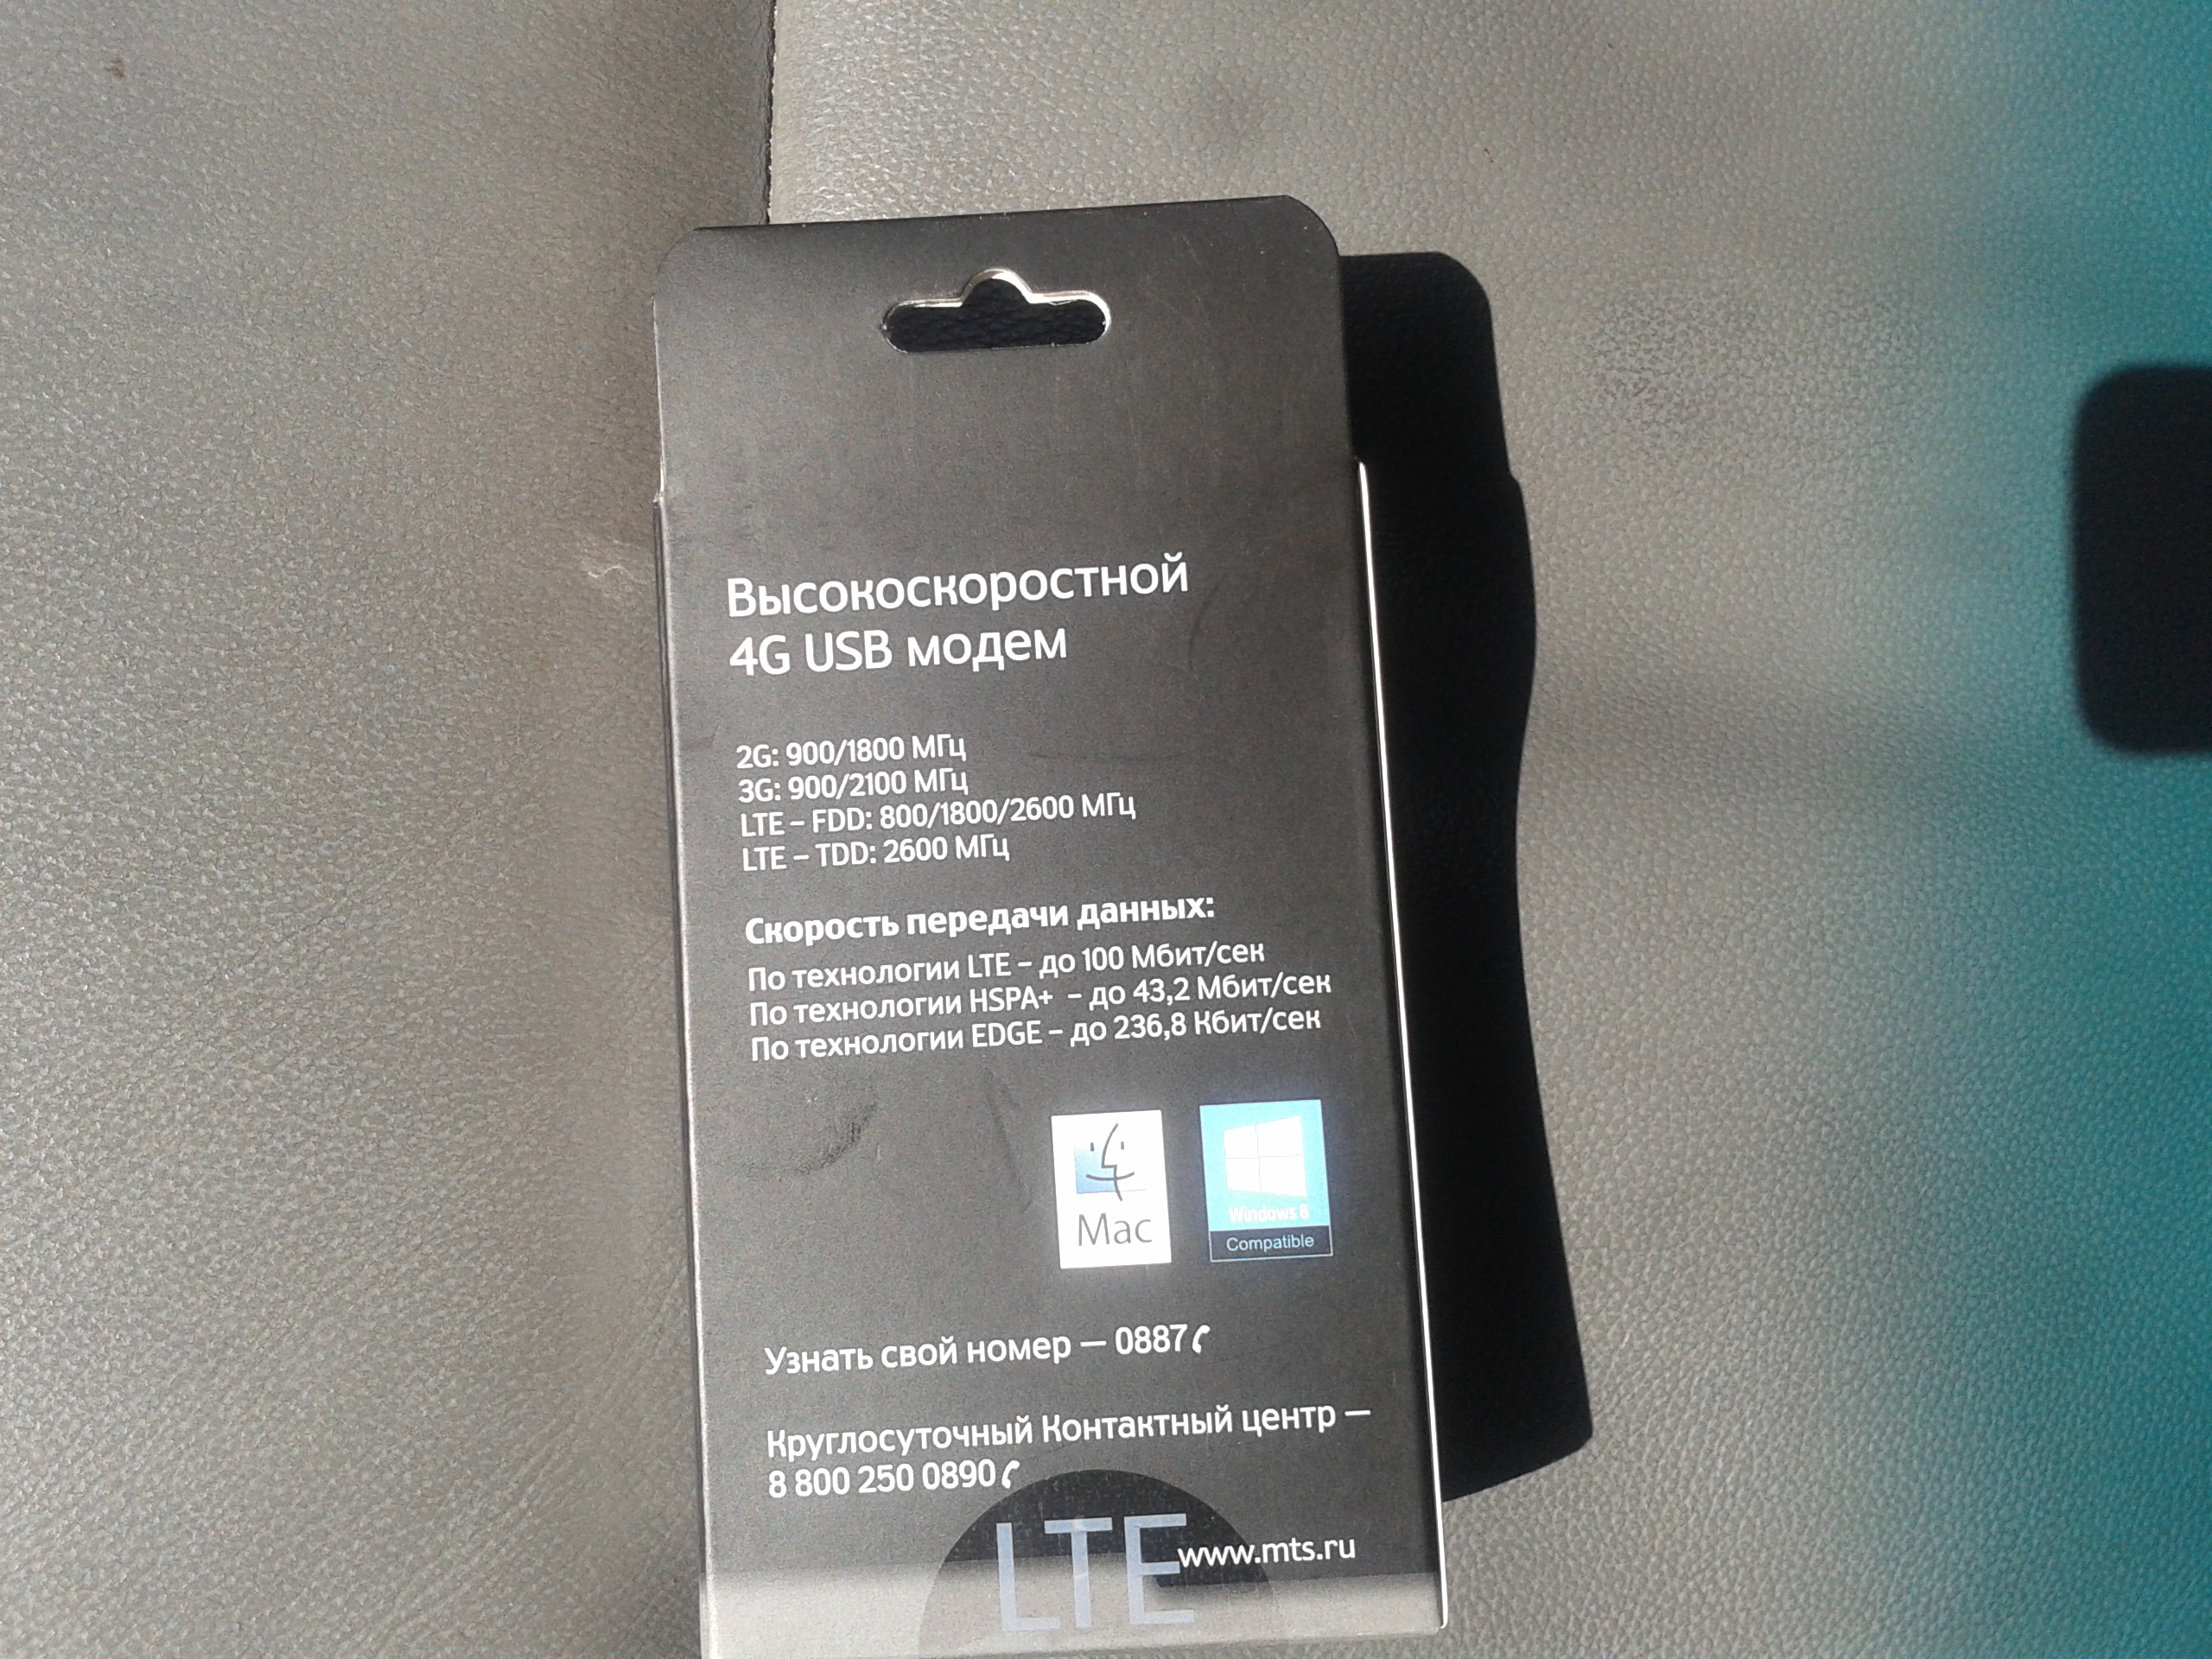 Высокоскоростной
4G USB модем
2G: 900/1800 МГц
3G: 900/2100 МГц
LTE – FDD: 800/1800/2600 МГц
LTE – TDD: 2600 МГц
Скорость передачи данных:
По технологии LTE – до 100 Мбит/сек
По технологии HSPA+ – до 43,2 Мбит/сек
По технологии EDGE – до 236,8 Кбит/сек
Mac
Windows 8
Compatible
Узнать свой номер — 0887
Круглосуточный Контактный центр —
8 800 250 0890
LTE
www.mts.ru